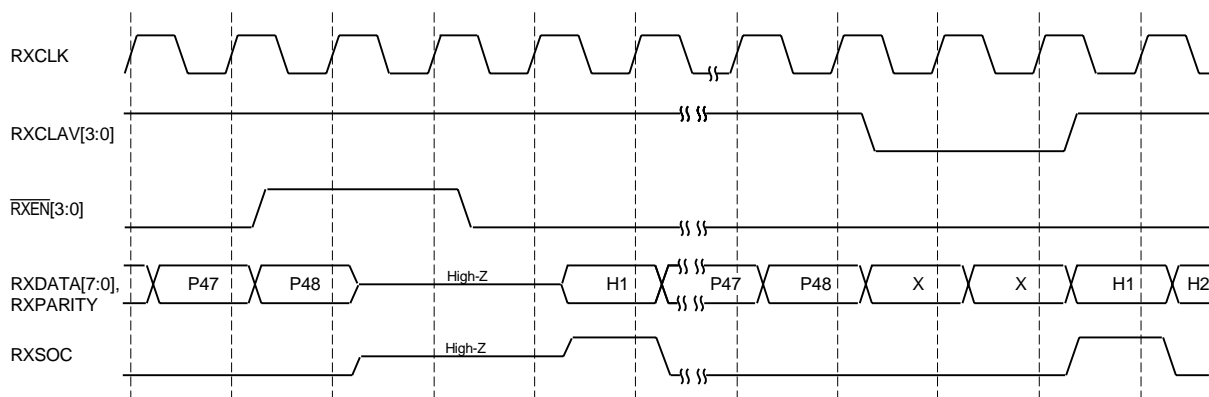 RXCLK
RXCLAV[3:0]
RXEN[3:0]
RXDATA[7:0], P47 P48 High-Z H1 P47 P48 X X H1 H2
RXPARITY
RXSOC High-Z